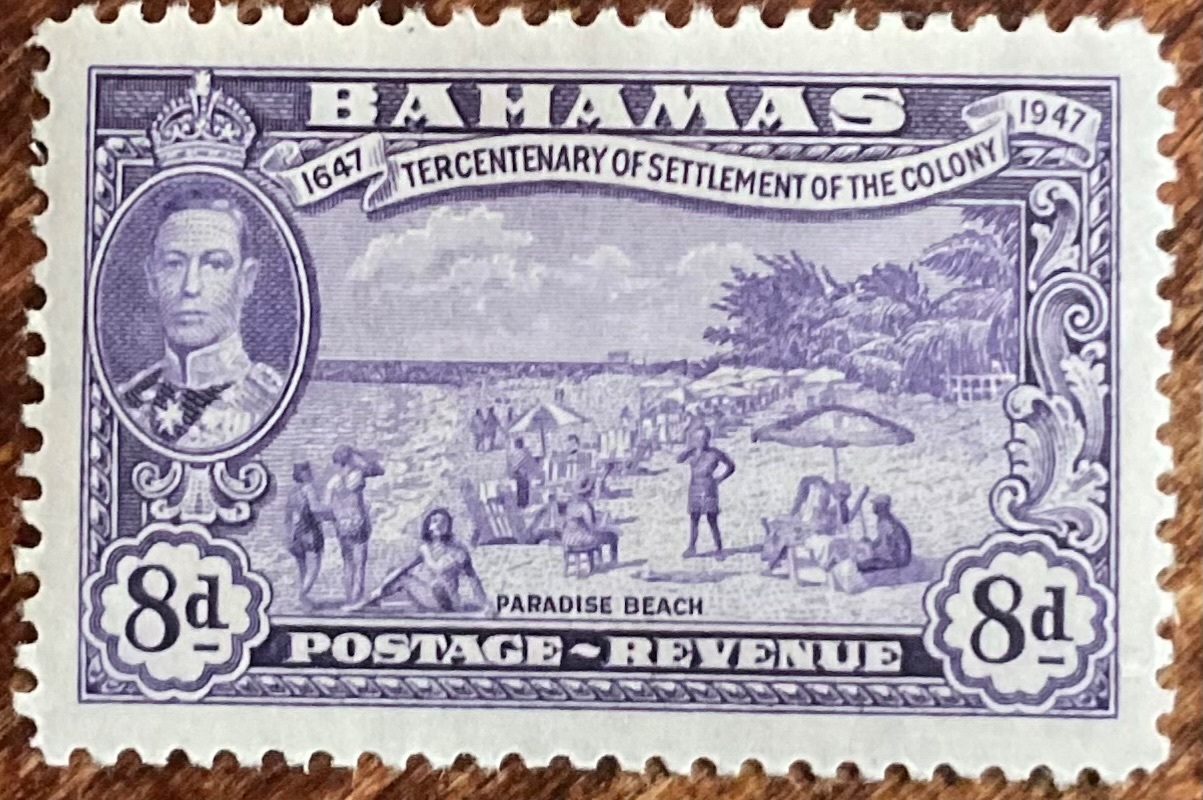 BAHAMAS
1647 TERCENTENARY OF SETTLEMENT OF THE COLONY 1947
PARADISE BEACH
8d 8d
POSTAGE~REVENUE